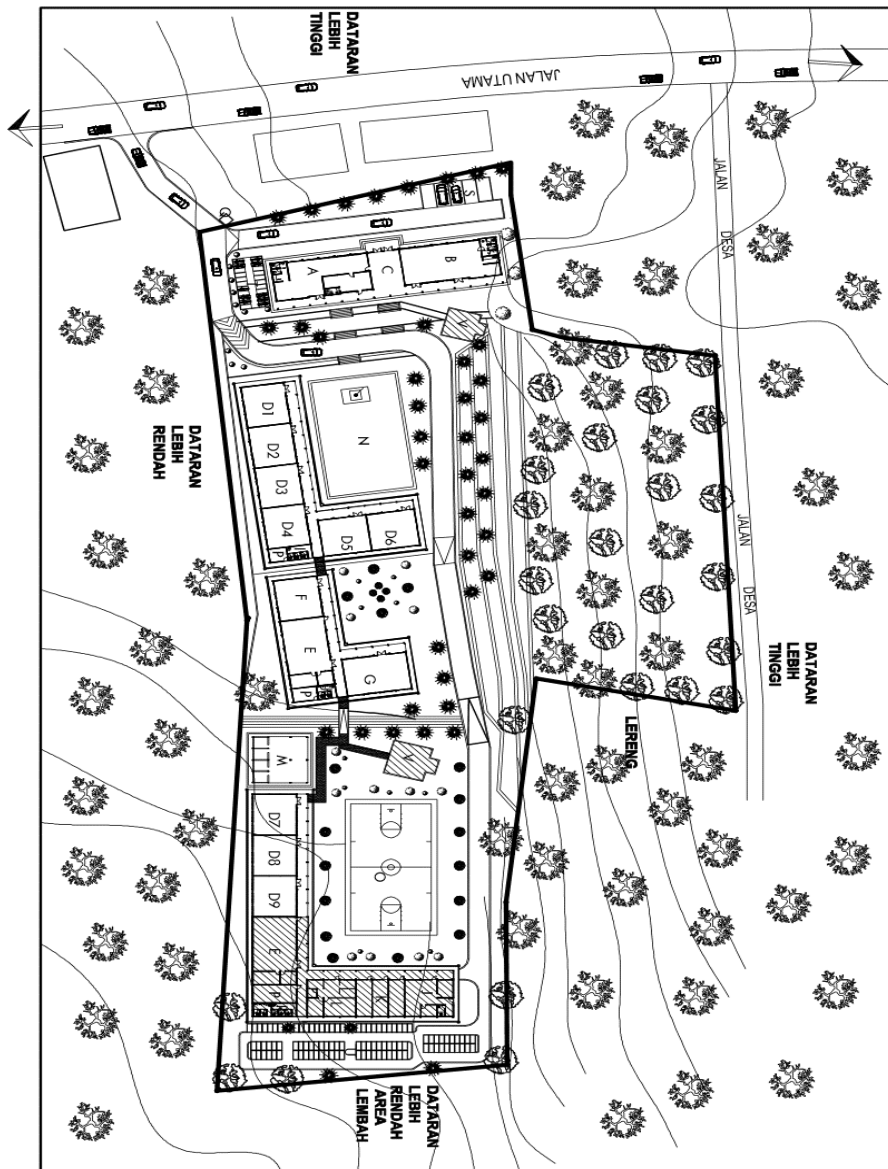 DATARAN
LEBIH
TINGGI
JALAN UTAMA
JALAN
DESA
S
A
C
B
DATARAN
LEBIH
RENDAH
D1
D2
D3
D4
P
D5
D6
N
JALAN
DESA
F
E
P
G
DATARAN
LEBIH
TINGGI
LERENG
M
D7
D8
D9
E
O
K
DATARAN
LEBIH
RENDAH
AREA
LEMBAH